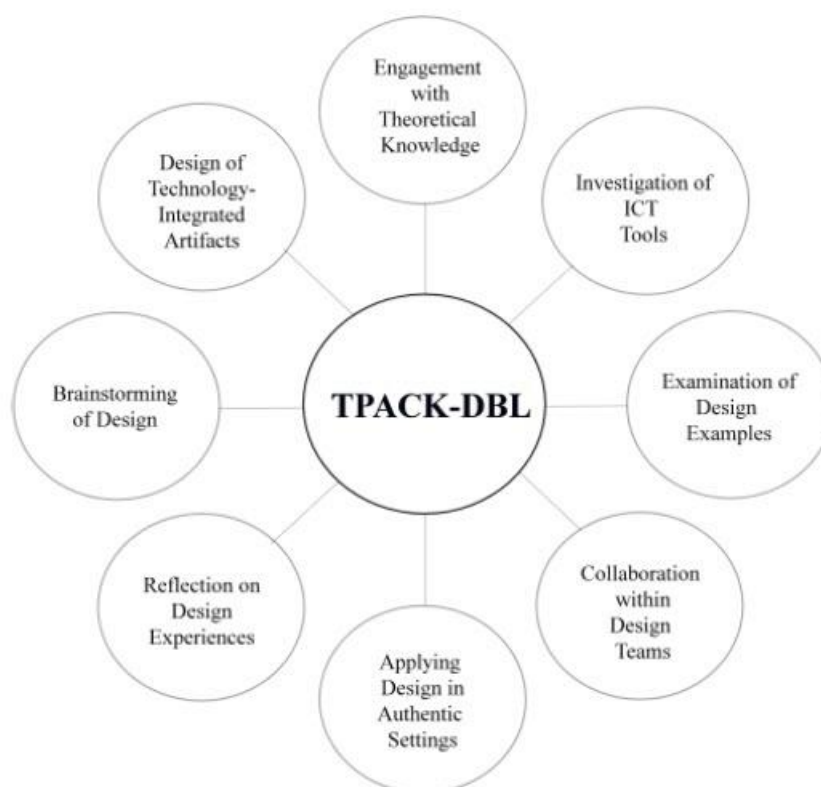 Engagement
with
Theoretical
Knowledge
Design of
Technology-
Integrated
Artifacts
Investigation of
ICT
Tools
Brainstorming
of Design
TPACK-DBL
Examination of
Design
Examples
Reflection on
Design
Experiences
Collaboration
within
Design
Teams
Applying
Design in
Authentic
Settings